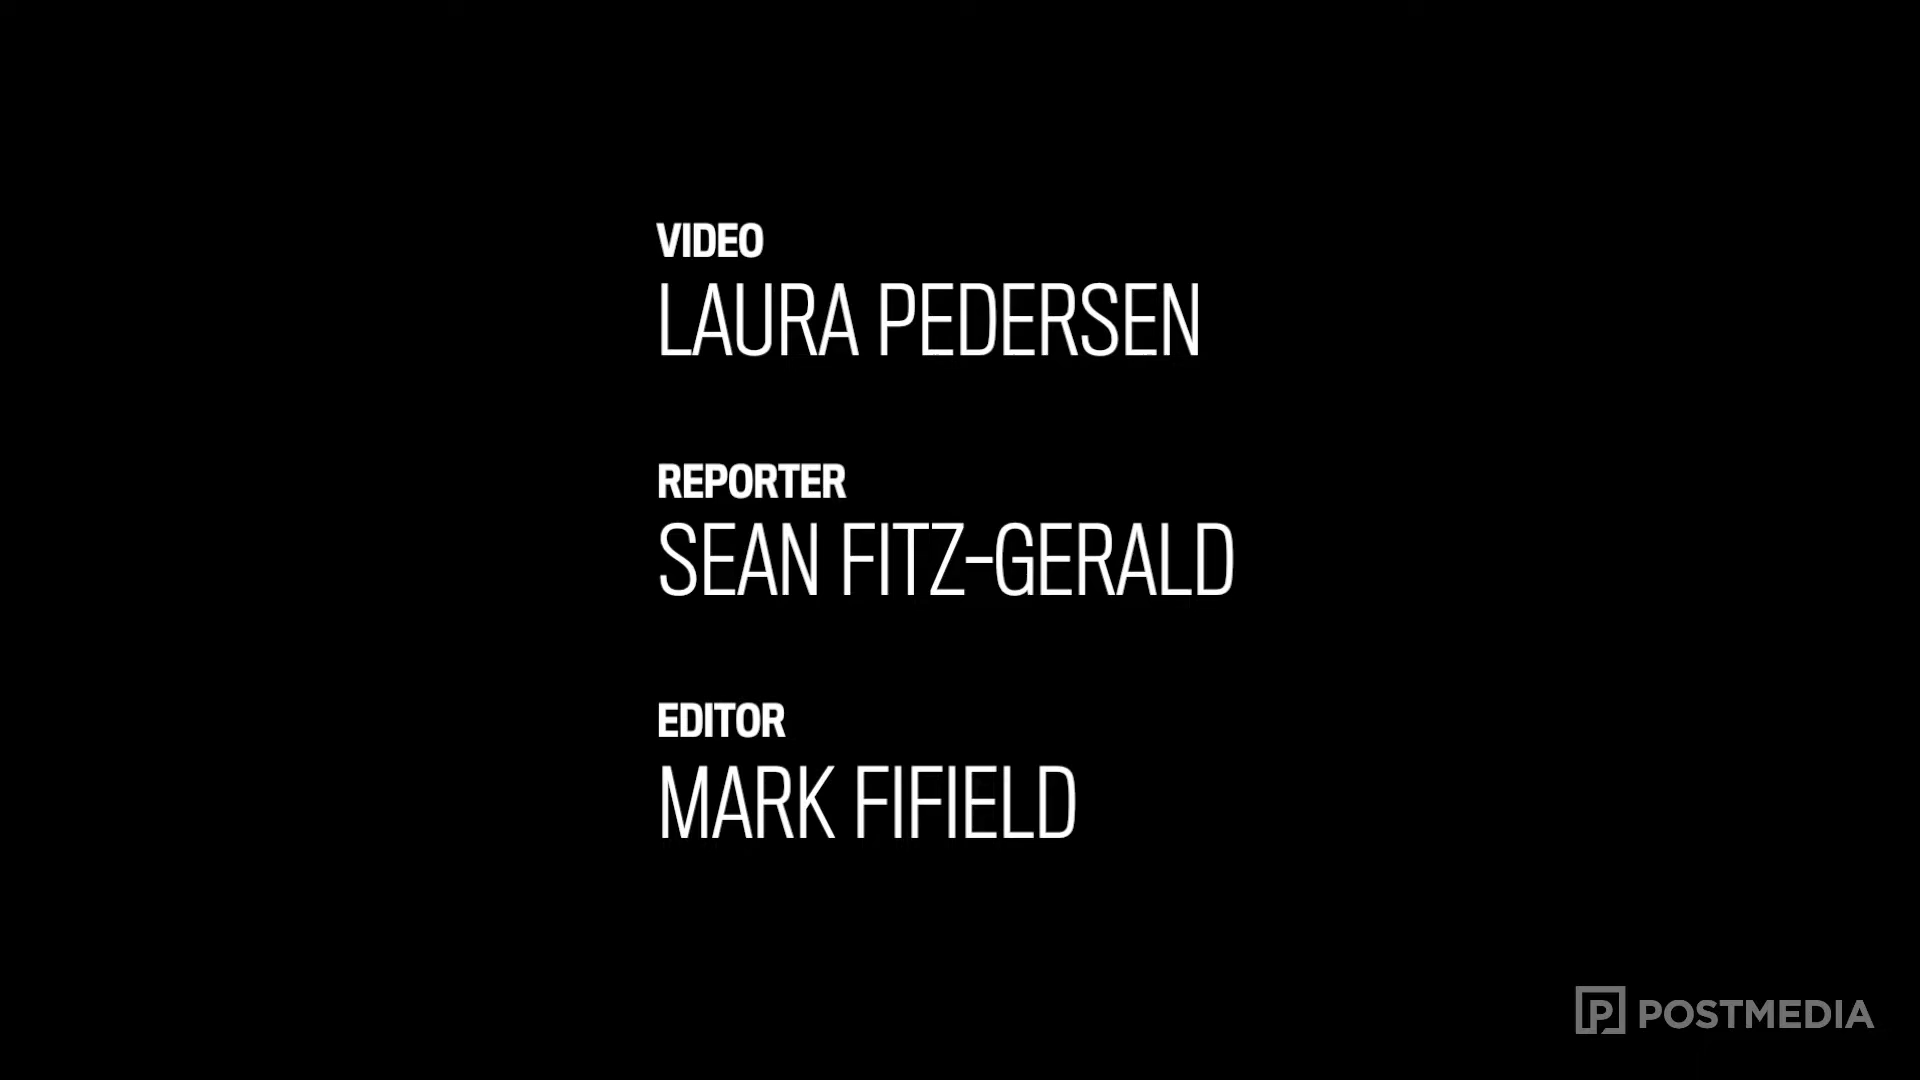 VIDEO
LAURA PEDERSEN
REPORTER
SEAN FITZ-GERALD
EDITOR
MARK FIFIELD
P POSTMEDIA